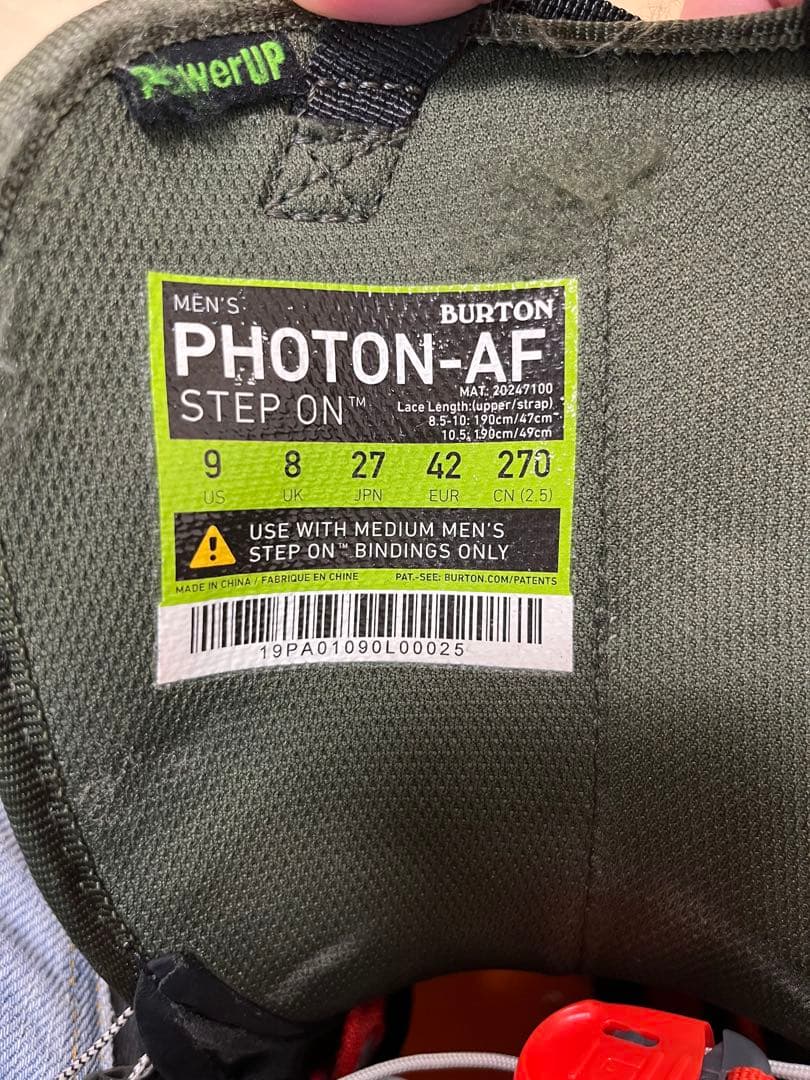 PowerUP
MEN'S
BURTON
PHOTON-AF
STEP ON™
MAT.: 20247100
Lace Length:(upper/strap)
8.5-10: 190cm/47cm
10.5: 190cm/49cm
9 8 27 42 270
US UK JPN EUR CN (2.5)
USE WITH MEDIUM MEN'S
STEP ON™ BINDINGS ONLY
MADE IN CHINA / FABRIQUE EN CHINE PAT.-SEE: BURTON.COM/PATENTS
19PA01090L00025